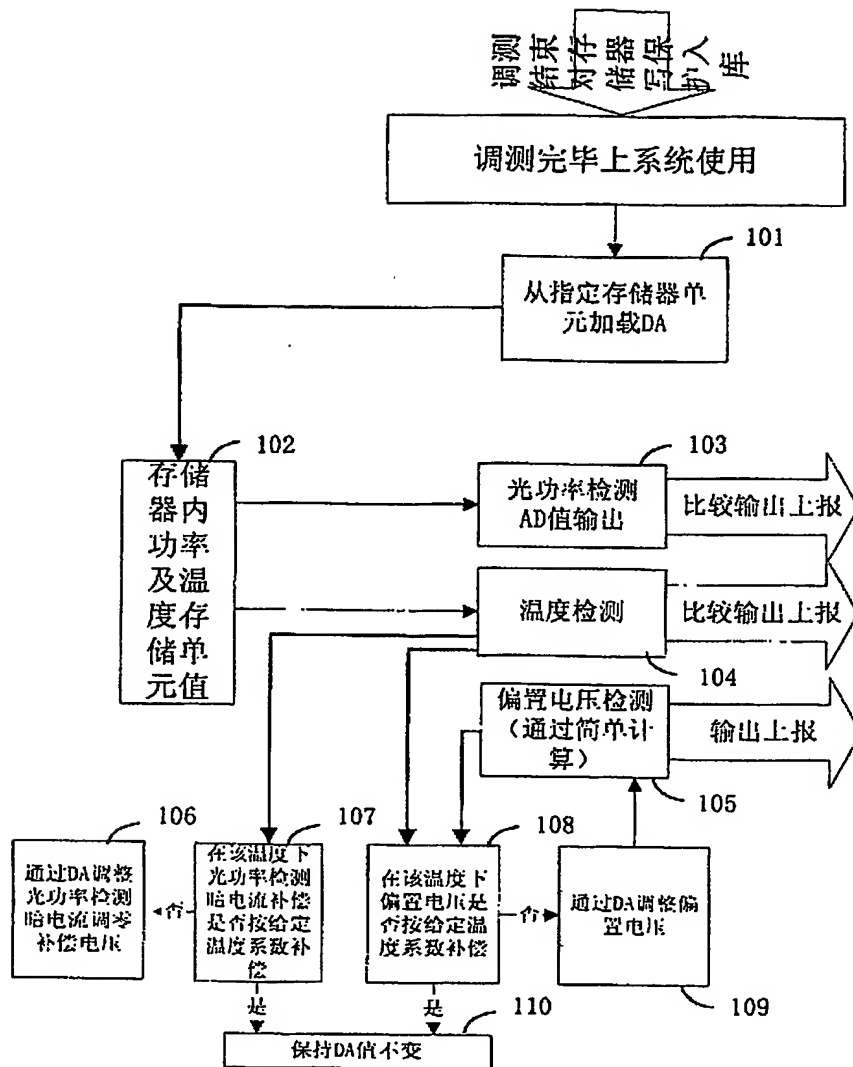 调测
结束
对存
储器
写保
护入
库
调测完毕上系统使用
101
从指定存储器单
元加载DA
102
存储
器内
功率
及温
度存
储单
元值
103
光功率检测
AD值输出
比较输出上报
温度检测
比较输出上报
104
偏置电压检测
(通过简单计
算)
输出上报
105
106
通过DA调整
光功率检测
暗电流调零
补偿电压
否
107
在该温度下
光功率检测
暗电流补偿
是否按给定
温度系致补
偿
108
在该温度下
偏置电压是
否按给定温
度系致补偿
否
通过DA调整偏
置电压
109
是
是
110
保持DA值不变